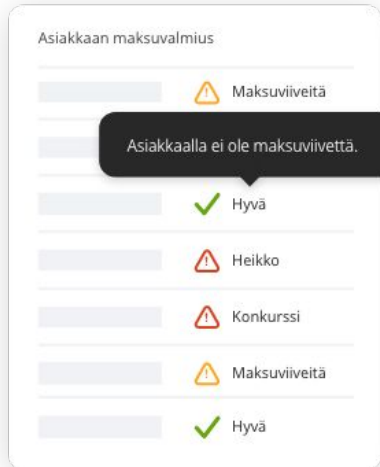 Asiakkaan maksuvalmius
Maksuviiveitä
Asiakkaalla ei ole maksuviivettä.
Hyvä
Heikko
Konkurssi
Maksuviiveitä
Hyvä